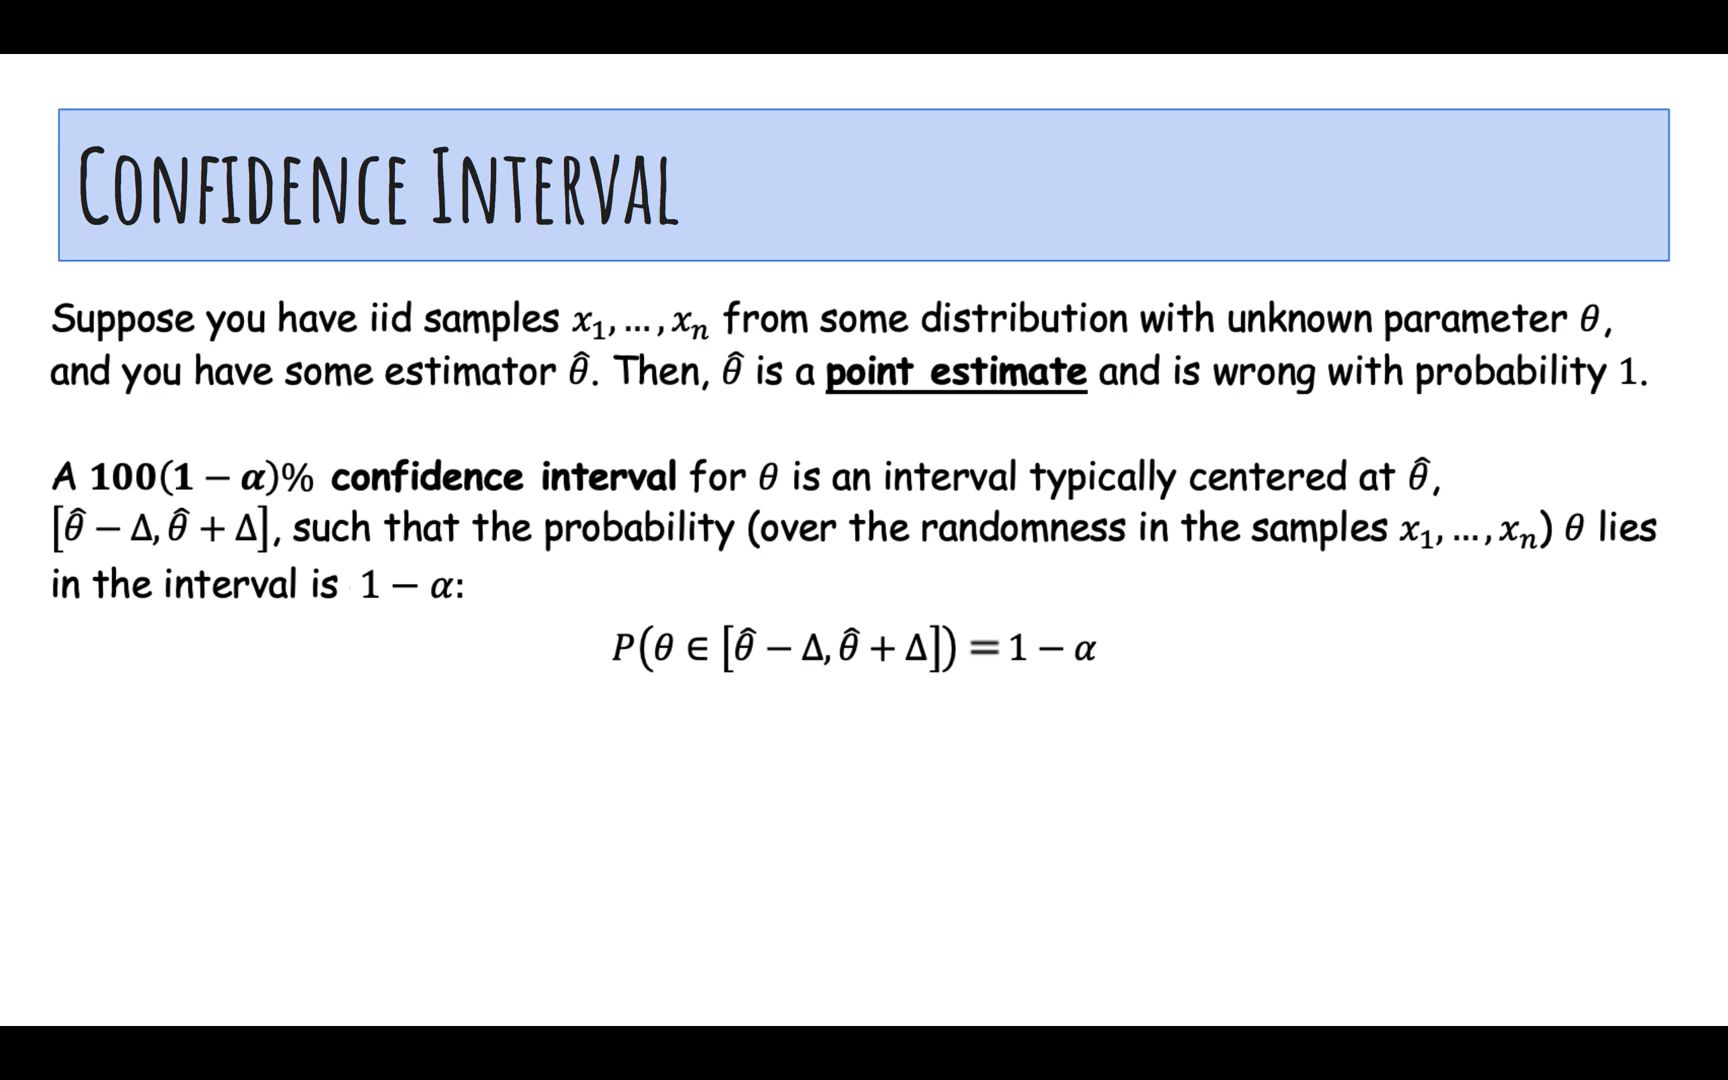 CONFIDENCE INTERVAL
Suppose you have iid samples x₁, ..., xₙ from some distribution with unknown parameter θ,
and you have some estimator θ̂. Then, θ̂ is a point estimate and is wrong with probability 1.
A 100(1 − α)% confidence interval for θ is an interval typically centered at θ̂,
[θ̂ − Δ, θ̂ + Δ], such that the probability (over the randomness in the samples x₁, ..., xₙ) θ lies
in the interval is 1 − α:
P(θ ∈ [θ̂ − Δ, θ̂ + Δ]) = 1 − α